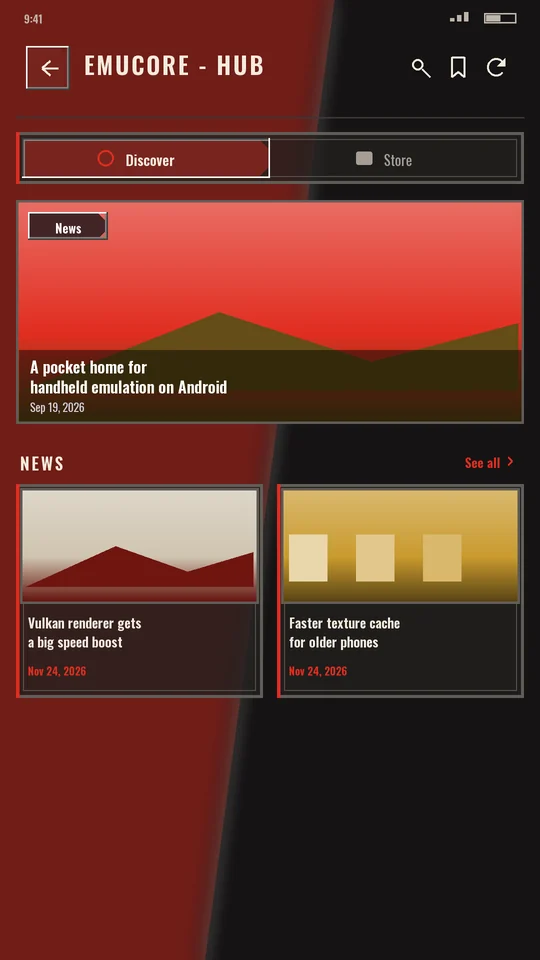 9:41
EMUCORE - HUB
Discover
Store
News
A pocket home for
handheld emulation on Android
Sep 19, 2026
NEWS
See all
Vulkan renderer gets
a big speed boost
Nov 24, 2026
Faster texture cache
for older phones
Nov 24, 2026